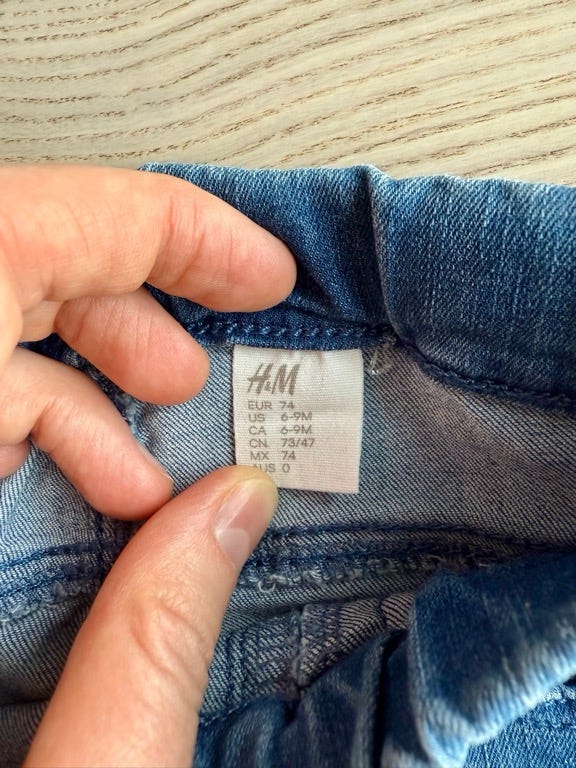 H&M
EUR 74
US 6-9M
CA 6-9M
CN 73/47
MX 74
AUS 0